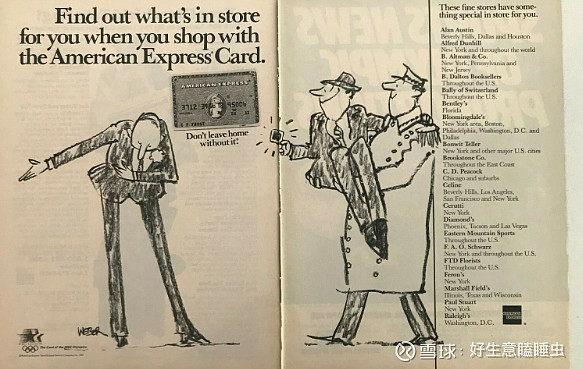 Find out what's in store
for you when you shop with
the American Express® Card.
AMERICAN EXPRESS
Don't leave home
without it.®
WEBER
These fine stores have some-
thing special in store for you.
Alan Austin
Beverly Hills, Dallas and Houston
Alfred Dunhill
New York and throughout the world
B. Altman & Co.
New York, Pennsylvania and
New Jersey
B. Dalton Booksellers
Throughout the U.S.
Bally of Switzerland
Throughout the U.S.
Bentley's
Florida
Bloomingdale's
New York area, Boston,
Philadelphia, Washington, D.C. and
Dallas
Bonwit Teller
New York and other major U.S. cities
Brookstone Co.
Throughout the East Coast
C. D. Peacock
Chicago and suburbs
Celine
Beverly Hills, Los Angeles,
San Francisco and New York
Cerutti
New York
Diamond's
Phoenix, Tucson and Las Vegas
Eastern Mountain Sports
Throughout the U.S.
F. A. O. Schwarz
New York and throughout the U.S.
FTD Florists
Throughout the U.S.
Feron's
New York
Marshall Field's
Illinois, Texas and Wisconsin
Paul Stuart
New York
Raleigh's
Washington, D.C.
雪球:好生意瞌睡虫